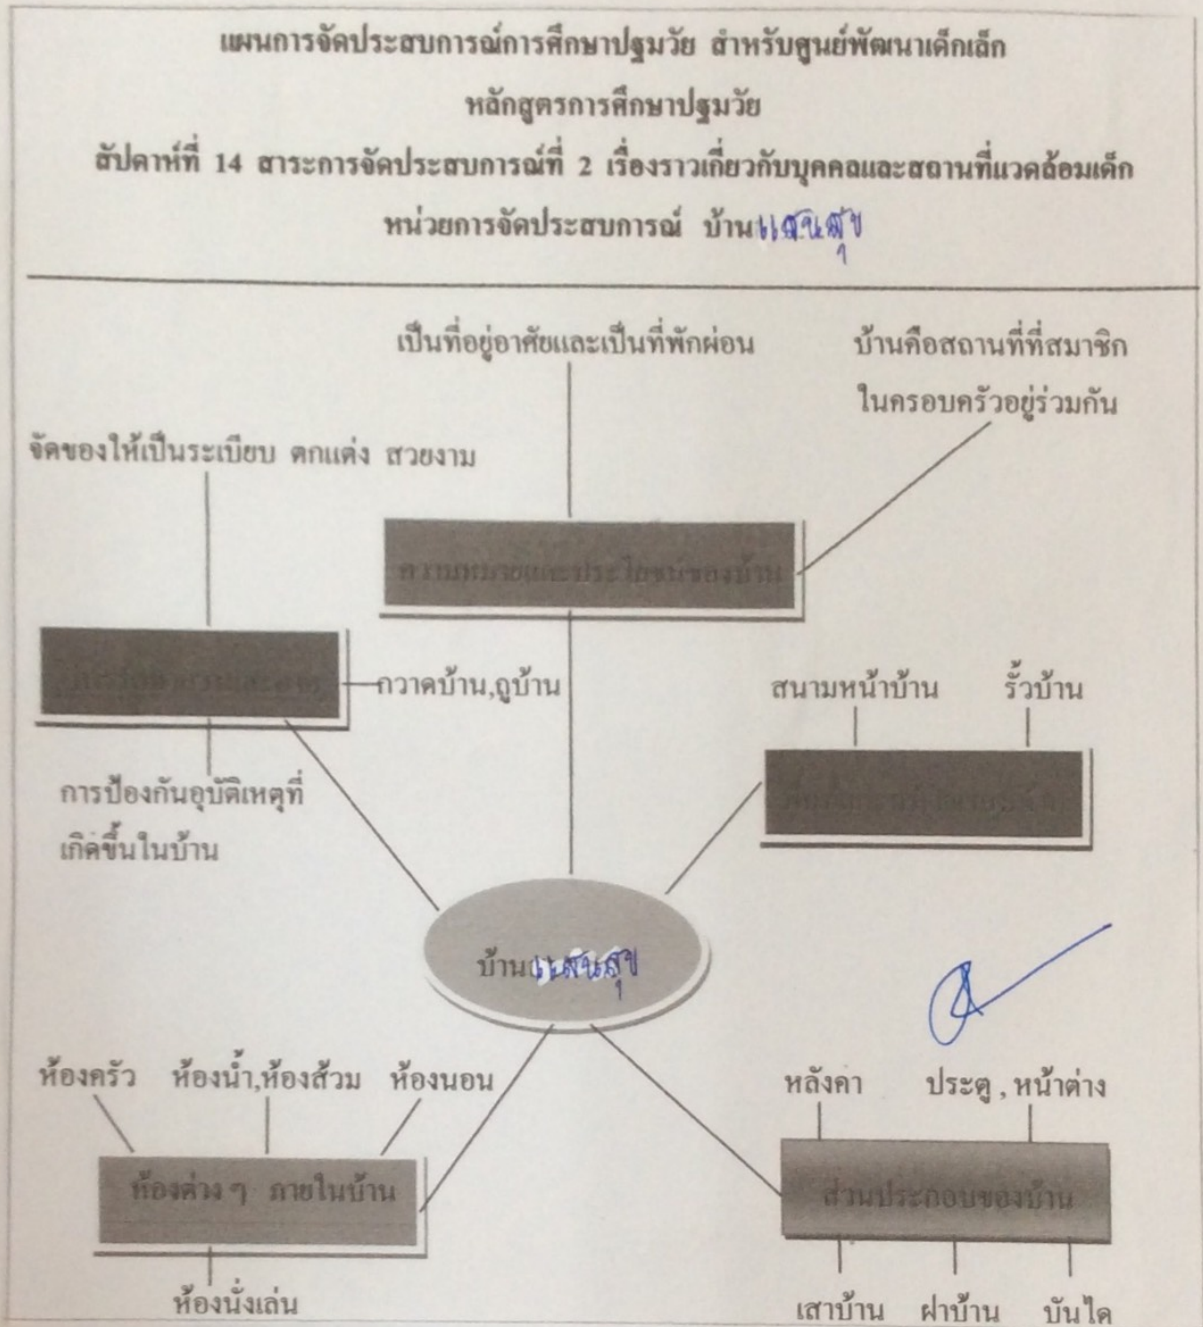 แผนการจัดประสบการณ์การศึกษาปฐมวัย สำหรับศูนย์พัฒนาเด็กเล็ก
หลักสูตรการศึกษาปฐมวัย
สัปดาห์ที่ 14 สาระการจัดประสบการณ์ที่ 2 เรื่องราวเกี่ยวกับบุคคลและสถานที่แวดล้อมเด็ก
หน่วยการจัดประสบการณ์ บ้านแสนสุข
เป็นที่อยู่อาศัยและเป็นที่พักผ่อน
บ้านคือสถานที่ที่สมาชิก
ในครอบครัวอยู่ร่วมกัน
จัดของให้เป็นระเบียบ ตกแต่ง สวยงาม
ความหมายและประโยชน์ของบ้าน
กวาดบ้าน,ถูบ้าน
สนามหน้าบ้าน
รั้วบ้าน
การป้องกันอุบัติเหตุที่
เกิดขึ้นในบ้าน
บ้านแสนสุข
ห้องครัว
ห้องน้ำ,ห้องส้วม
ห้องนอน
หลังคา
ประตู , หน้าต่าง
ห้องต่าง ๆ ภายในบ้าน
ส่วนประกอบของบ้าน
ห้องนั่งเล่น
เสาบ้าน
ฝาบ้าน
บันได